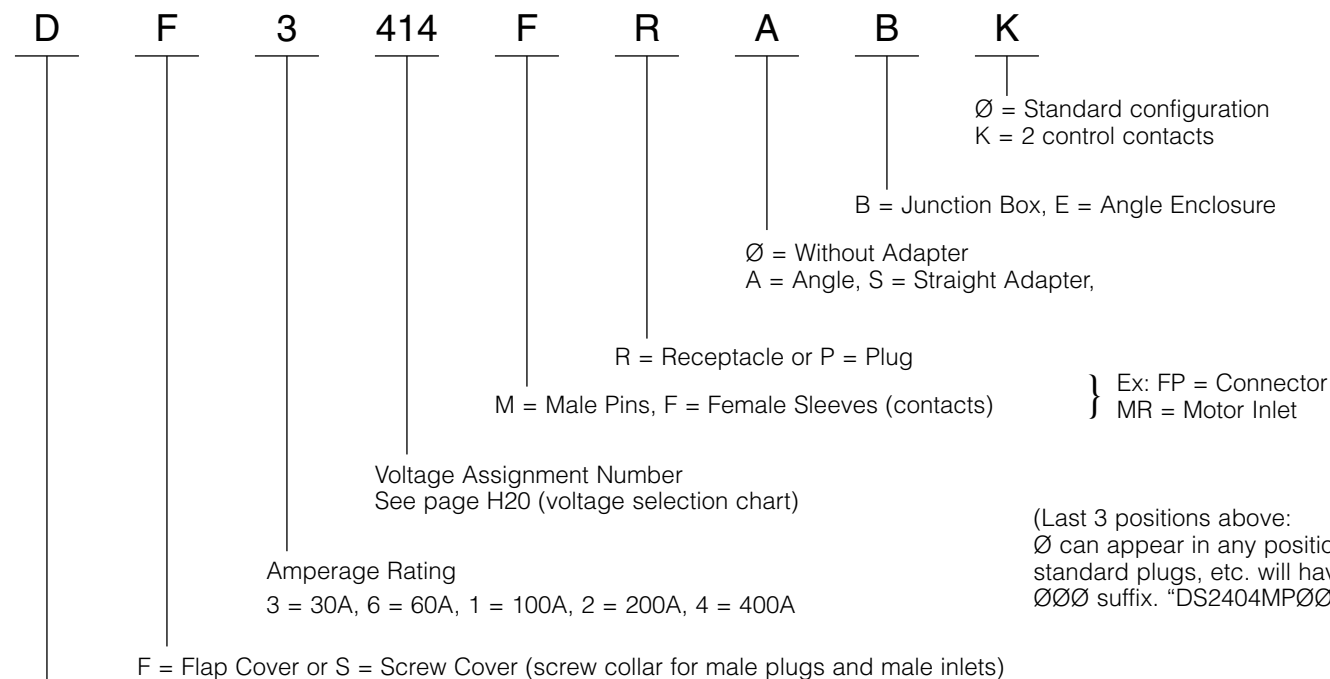 D F 3 414 F R A B K
Ø = Standard configuration
K = 2 control contacts
B = Junction Box, E = Angle Enclosure
Ø = Without Adapter
A = Angle, S = Straight Adapter,
R = Receptacle or P = Plug
M = Male Pins, F = Female Sleeves (contacts)
} Ex: FP = Connector
MR = Motor Inlet
Voltage Assignment Number
See page H20 (voltage selection chart)
(Last 3 positions above:
Ø can appear in any
standard plugs, etc. will
ØØØ suffix.
Amperage Rating
3 = 30A, 6 = 60A, 1 = 100A, 2 = 200A, 4 = 400A
F = Flap Cover or S = Screw Cover (screw collar for male plugs and male inlets)